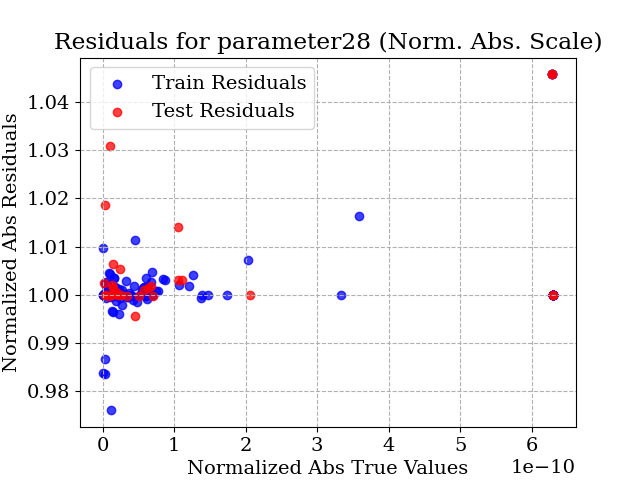 Residuals for parameter28 (Norm. Abs. Scale)
Train Residuals
Test Residuals
Normalized Abs Residuals
1.04
1.03
1.02
1.01
1.00
0.99
0.98
0
1
2
3
4
5
6
1e−10
Normalized Abs True Values